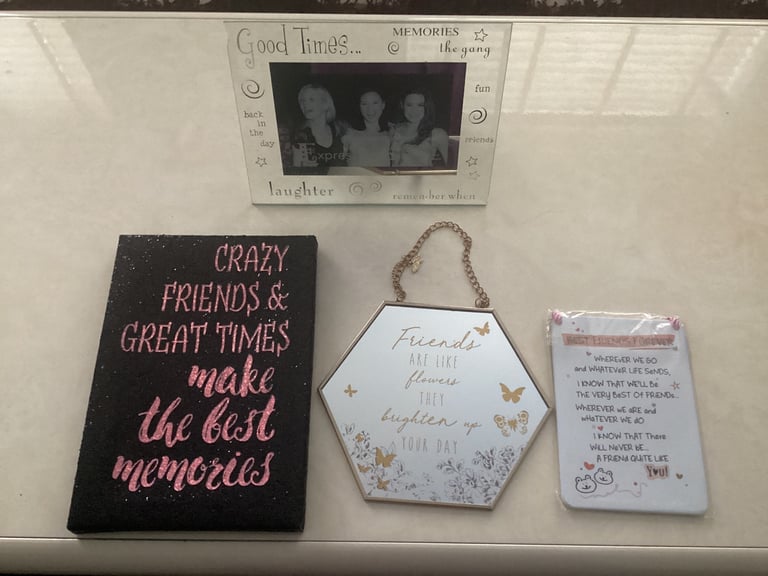 Good Times...
MEMORIES
the gang
fun
back
in
the
day
friends
laughter
remember when
CRAZY
FRIENDS &
GREAT TIMES
make
the best
memories
Friends
ARE LIKE
flowers
THEY
brighten up
YOUR DAY
BEST FRIENDS FOREVER
WHEREVER WE GO
and WHATEVER LIFE SENDS,
I KNOW THAT WE'LL Be
THE VERY BEST OF FRIENDS...
WHEREVER WE ARE and
WHATEVER WE DO
I KNOW THAT THere
WILL NEVER BE...
A FRIEND QUITE LIKE
YOU!